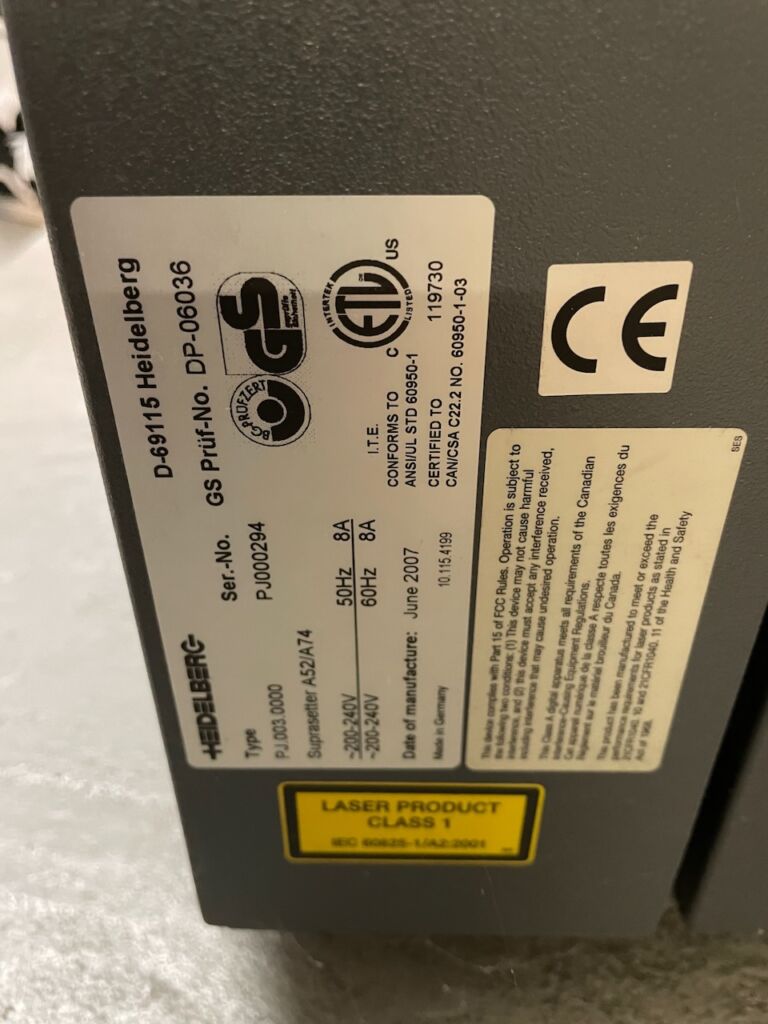 HEIDELBERG
D-69115 Heidelberg
Type
Ser.-No.
GS Prüf-No. DP-06036
PJ.003.0000
PJ000294
Suprasetter A52/A74
BG-PRÜFZERT
GS
geprüfte
Sicherheit
~200-240V 50Hz 8A
~200-240V 60Hz 8A
Date of manufacture: June 2007
Made in Germany
10.115.4199
I.T.E.
CONFORMS TO
ANSI/UL STD 60950-1
CERTIFIED TO
CAN/CSA C22.2 NO. 60950-1-03
INTERTEK
ETL
LISTED
C US
119730
CE
This device complies with Part 15 of FCC Rules. Operation is subject to
the following two conditions: (1) This device may not cause harmful
interference, and (2) this device must accept any interference received,
including interference that may cause undesired operation.
This Class A digital apparatus meets all requirements of the Canadian
Interference-Causing Equipment Regulations.
Cet appareil numérique de la classe A respecte toutes les exigences du
Règlement sur le matériel brouilleur du Canada.
This product has been manufactured to meet or exceed the
performance requirements for laser products as stated in
21CFR1040. 10 and 21CFR1040. 11 of the Health and Safety
Act of 1968.
LASER PRODUCT
CLASS 1
IEC 60825-1/A2:2001